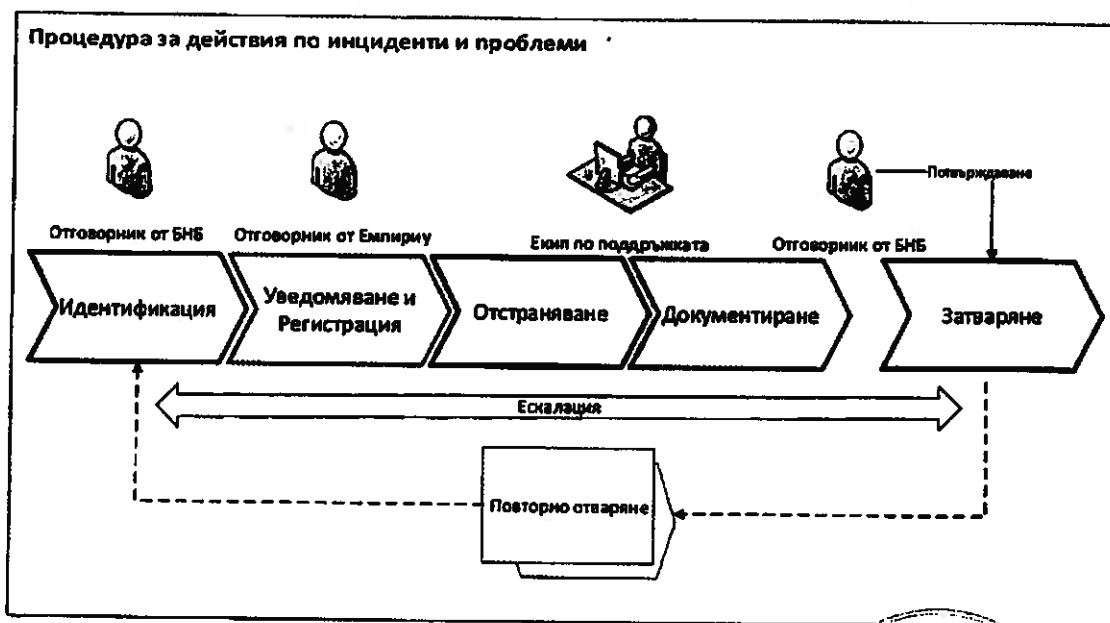 Процедура за действия по инциденти и проблеми
Потвърждаване
Отговорник от БНБ
Отговорник от Емпириу
Екип по поддръжката
Отговорник от БНБ
Идентификация
Уведомяване и
Регистрация
Отстраняване
Документиране
Затваряне
Ескалация
Повторно отваряне